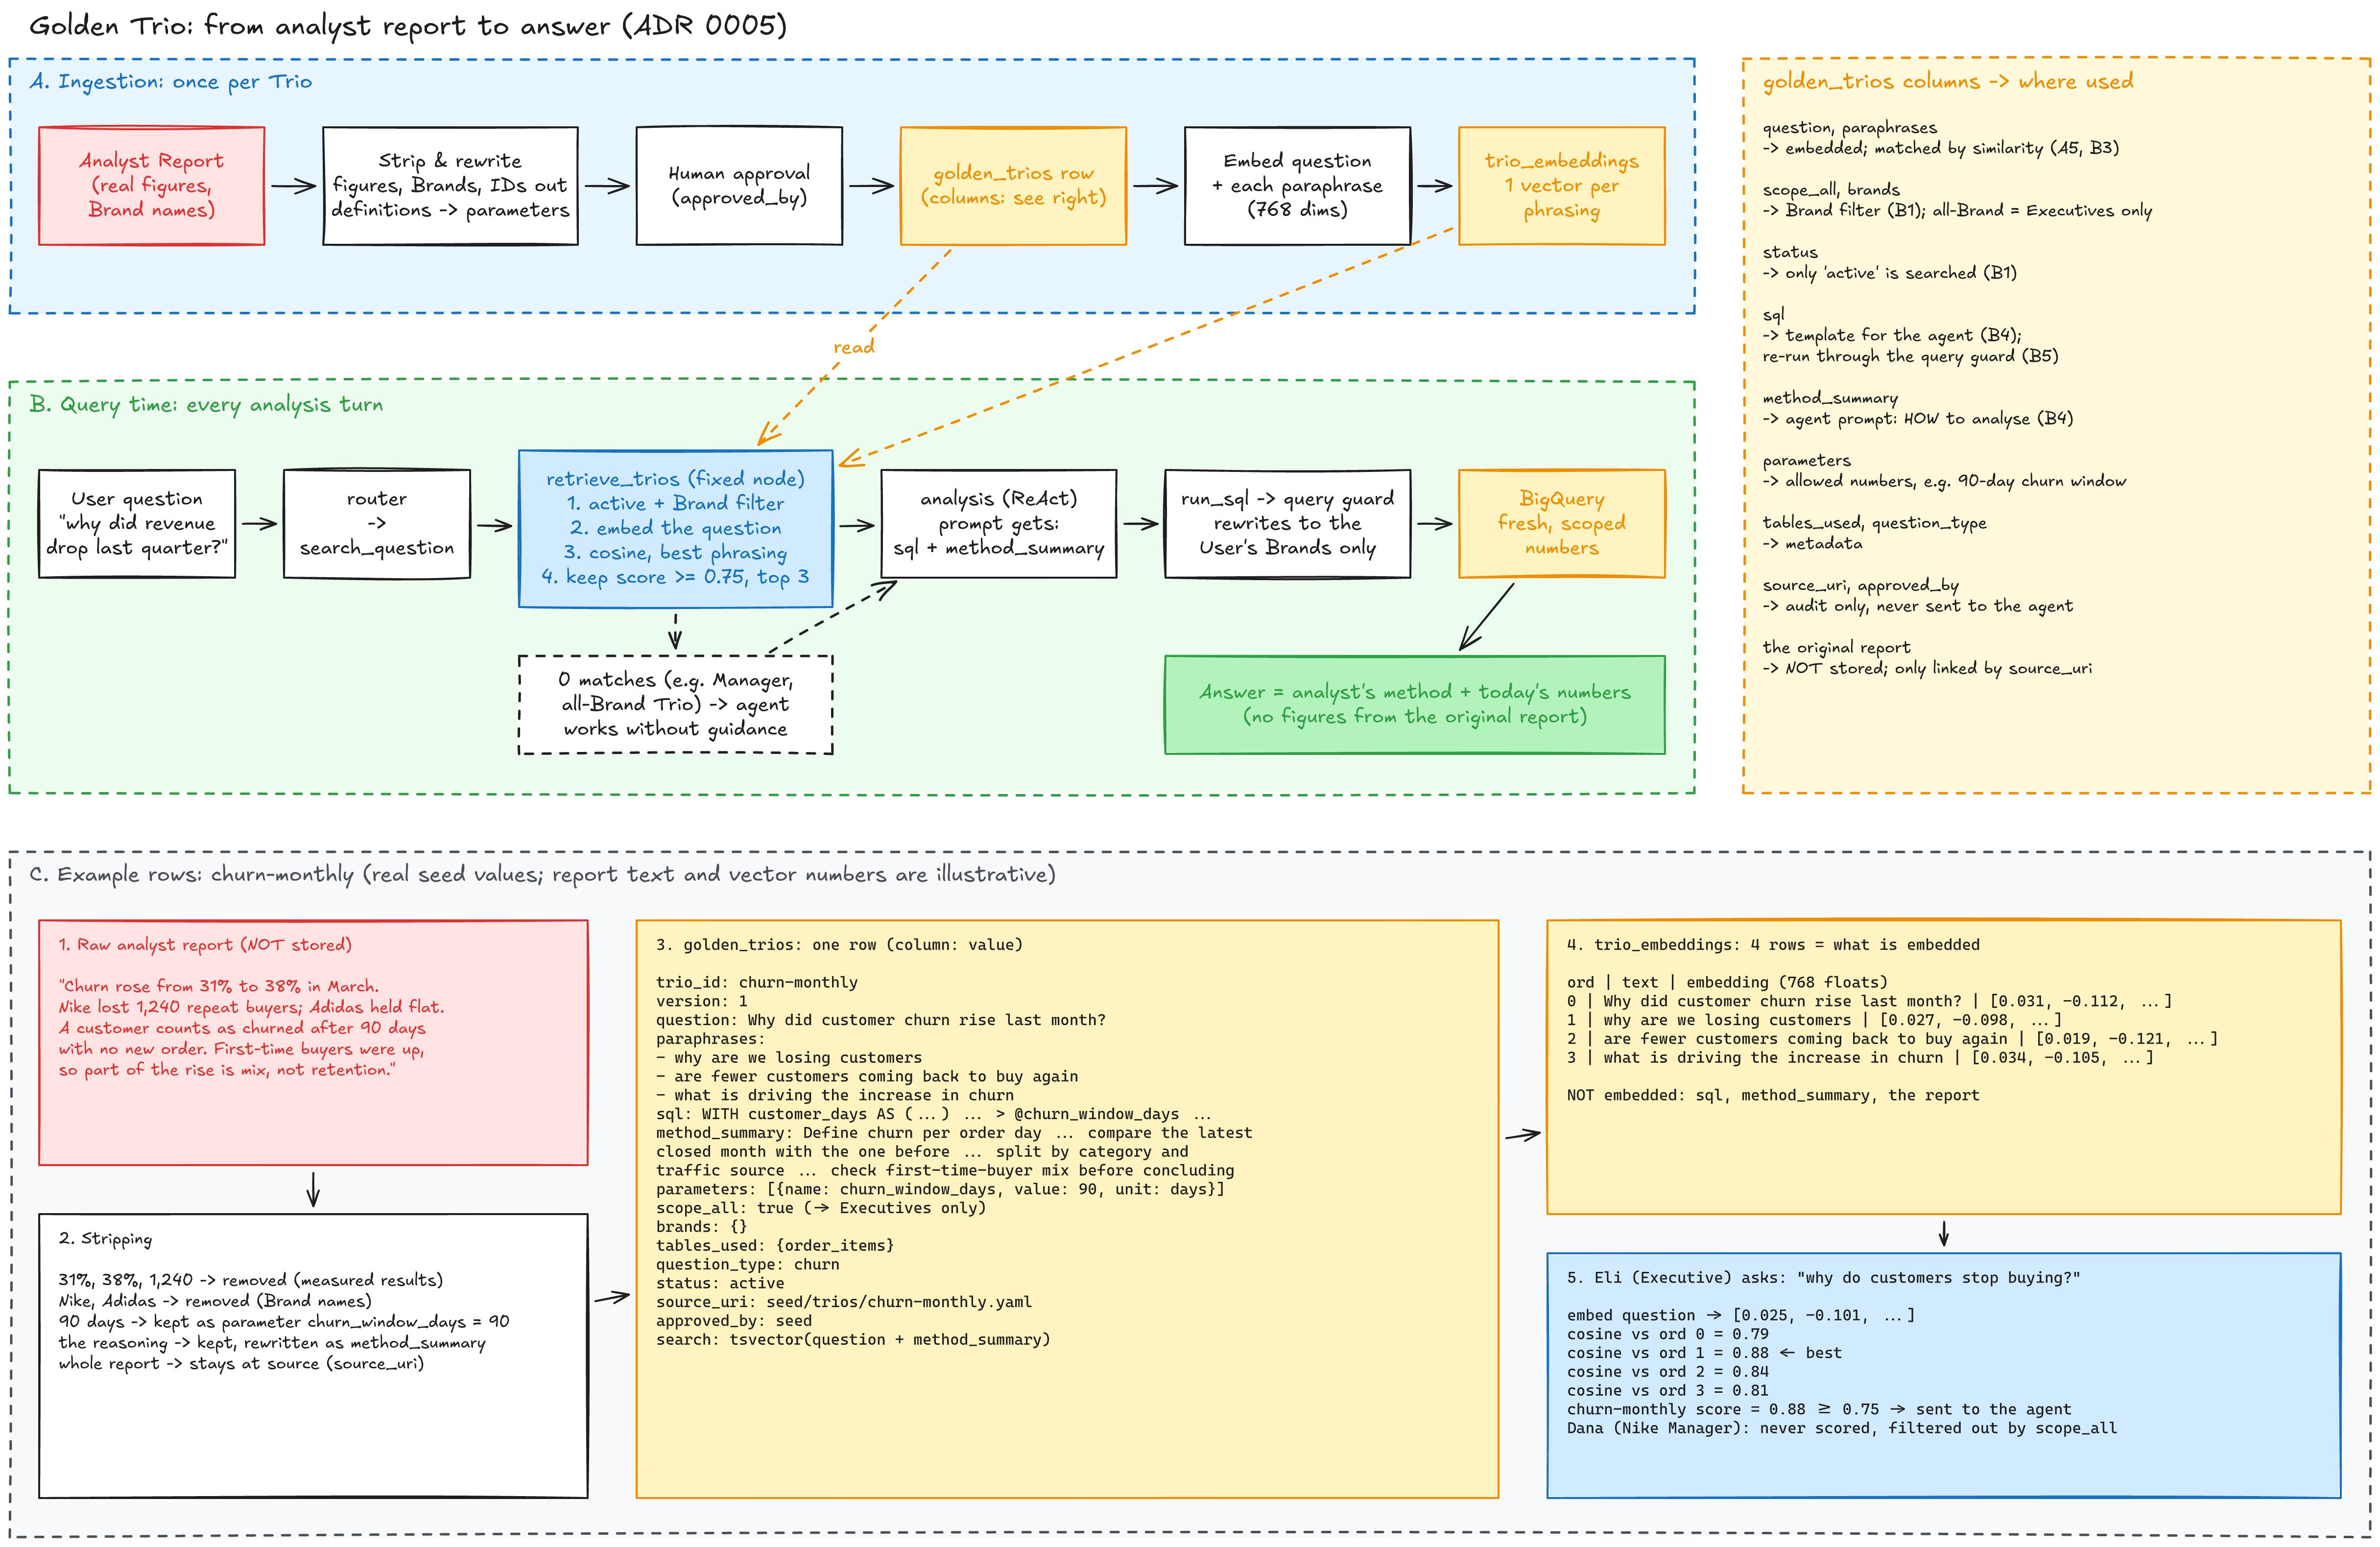 Golden Trio: from analyst report to answer (ADR 0005)
A. Ingestion: once per Trio
Analyst Report
(real figures,
Brand names)
Strip & rewrite
figures, Brands, IDs out
definitions -> parameters
Human approval
(approved_by)
golden_trios row
(columns: see right)
Embed question
+ each paraphrase
(768 dims)
trio_embeddings
1 vector per
phrasing
read
B. Query time: every analysis turn
User question
"why did revenue
drop last quarter?"
router
->
search_question
retrieve_trios (fixed node)
1. active + Brand filter
2. embed the question
3. cosine, best phrasing
4. keep score >= 0.75, top 3
analysis (ReAct)
prompt gets:
sql + method_summary
run_sql -> query guard
rewrites to the
User's Brands only
BigQuery
fresh, scoped
numbers
0 matches (e.g. Manager,
all-Brand Trio) -> agent
works without guidance
Answer = analyst's method + today's numbers
(no figures from the original report)
golden_trios columns -> where used
question, paraphrases
-> embedded; matched by similarity (A5, B3)
scope_all, brands
-> Brand filter (B1); all-Brand = Executives only
status
-> only 'active' is searched (B1)
sql
-> template for the agent (B4);
re-run through the query guard (B5)
method_summary
-> agent prompt: HOW to analyse (B4)
parameters
-> allowed numbers, e.g. 90-day churn window
tables_used, question_type
-> metadata
source_uri, approved_by
-> audit only, never sent to the agent
the original report
-> NOT stored; only linked by source_uri
C. Example rows: churn-monthly (real seed values; report text and vector numbers are illustrative)
1. Raw analyst report (NOT stored)
"Churn rose from 31% to 38% in March.
Nike lost 1,240 repeat buyers; Adidas held flat.
A customer counts as churned after 90 days
with no new order. First-time buyers were up,
so part of the rise is mix, not retention."
2. Stripping
31%, 38%, 1,240 -> removed (measured results)
Nike, Adidas -> removed (Brand names)
90 days -> kept as parameter churn_window_days = 90
the reasoning -> kept, rewritten as method_summary
whole report -> stays at source (source_uri)
3. golden_trios: one row (column: value)
trio_id: churn-monthly
version: 1
question: Why did customer churn rise last month?
paraphrases:
- why are we losing customers
- are fewer customers coming back to buy again
- what is driving the increase in churn
sql: WITH customer_days AS (...) ... > @churn_window_days ...
method_summary: Define churn per order day ... compare the latest
closed month with the one before ... split by category and
traffic source ... check first-time-buyer mix before concluding
parameters: [{name: churn_window_days, value: 90, unit: days}]
scope_all: true (→ Executives only)
brands: {}
tables_used: {order_items}
question_type: churn
status: active
source_uri: seed/trios/churn-monthly.yaml
approved_by: seed
search: tsvector(question + method_summary)
4. trio_embeddings: 4 rows = what is embedded
ord | text | embedding (768 floats)
0 | Why did customer churn rise last month? | [0.031, -0.112, ...]
1 | why are we losing customers | [0.027, -0.098, ...]
2 | are fewer customers coming back to buy again | [0.019, -0.121, ...]
3 | what is driving the increase in churn | [0.034, -0.105, ...]
NOT embedded: sql, method_summary, the report
5. Eli (Executive) asks: "why do customers stop buying?"
embed question → [0.025, -0.101, ...]
cosine vs ord 0 = 0.79
cosine vs ord 1 = 0.88 ← best
cosine vs ord 2 = 0.84
cosine vs ord 3 = 0.81
churn-monthly score = 0.88 ≥ 0.75 → sent to the agent
Dana (Nike Manager): never scored, filtered out by scope_all